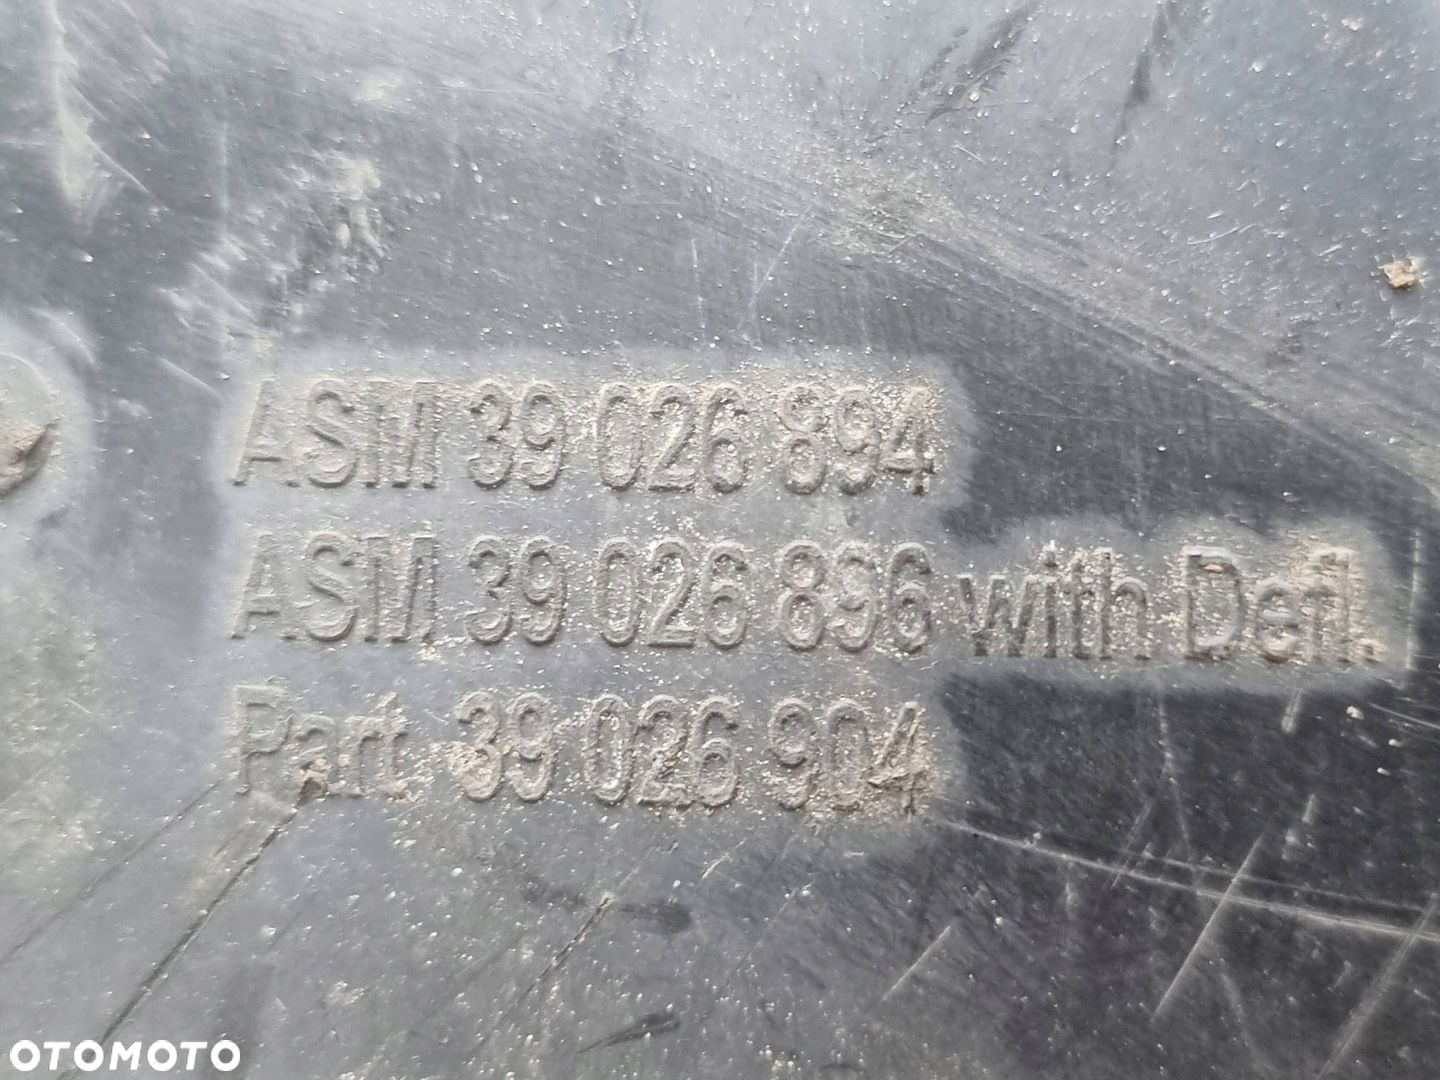 ASM 39 026 894
ASM 39 026 896 with Defl.
Part 39 026 904
OTOMOTO